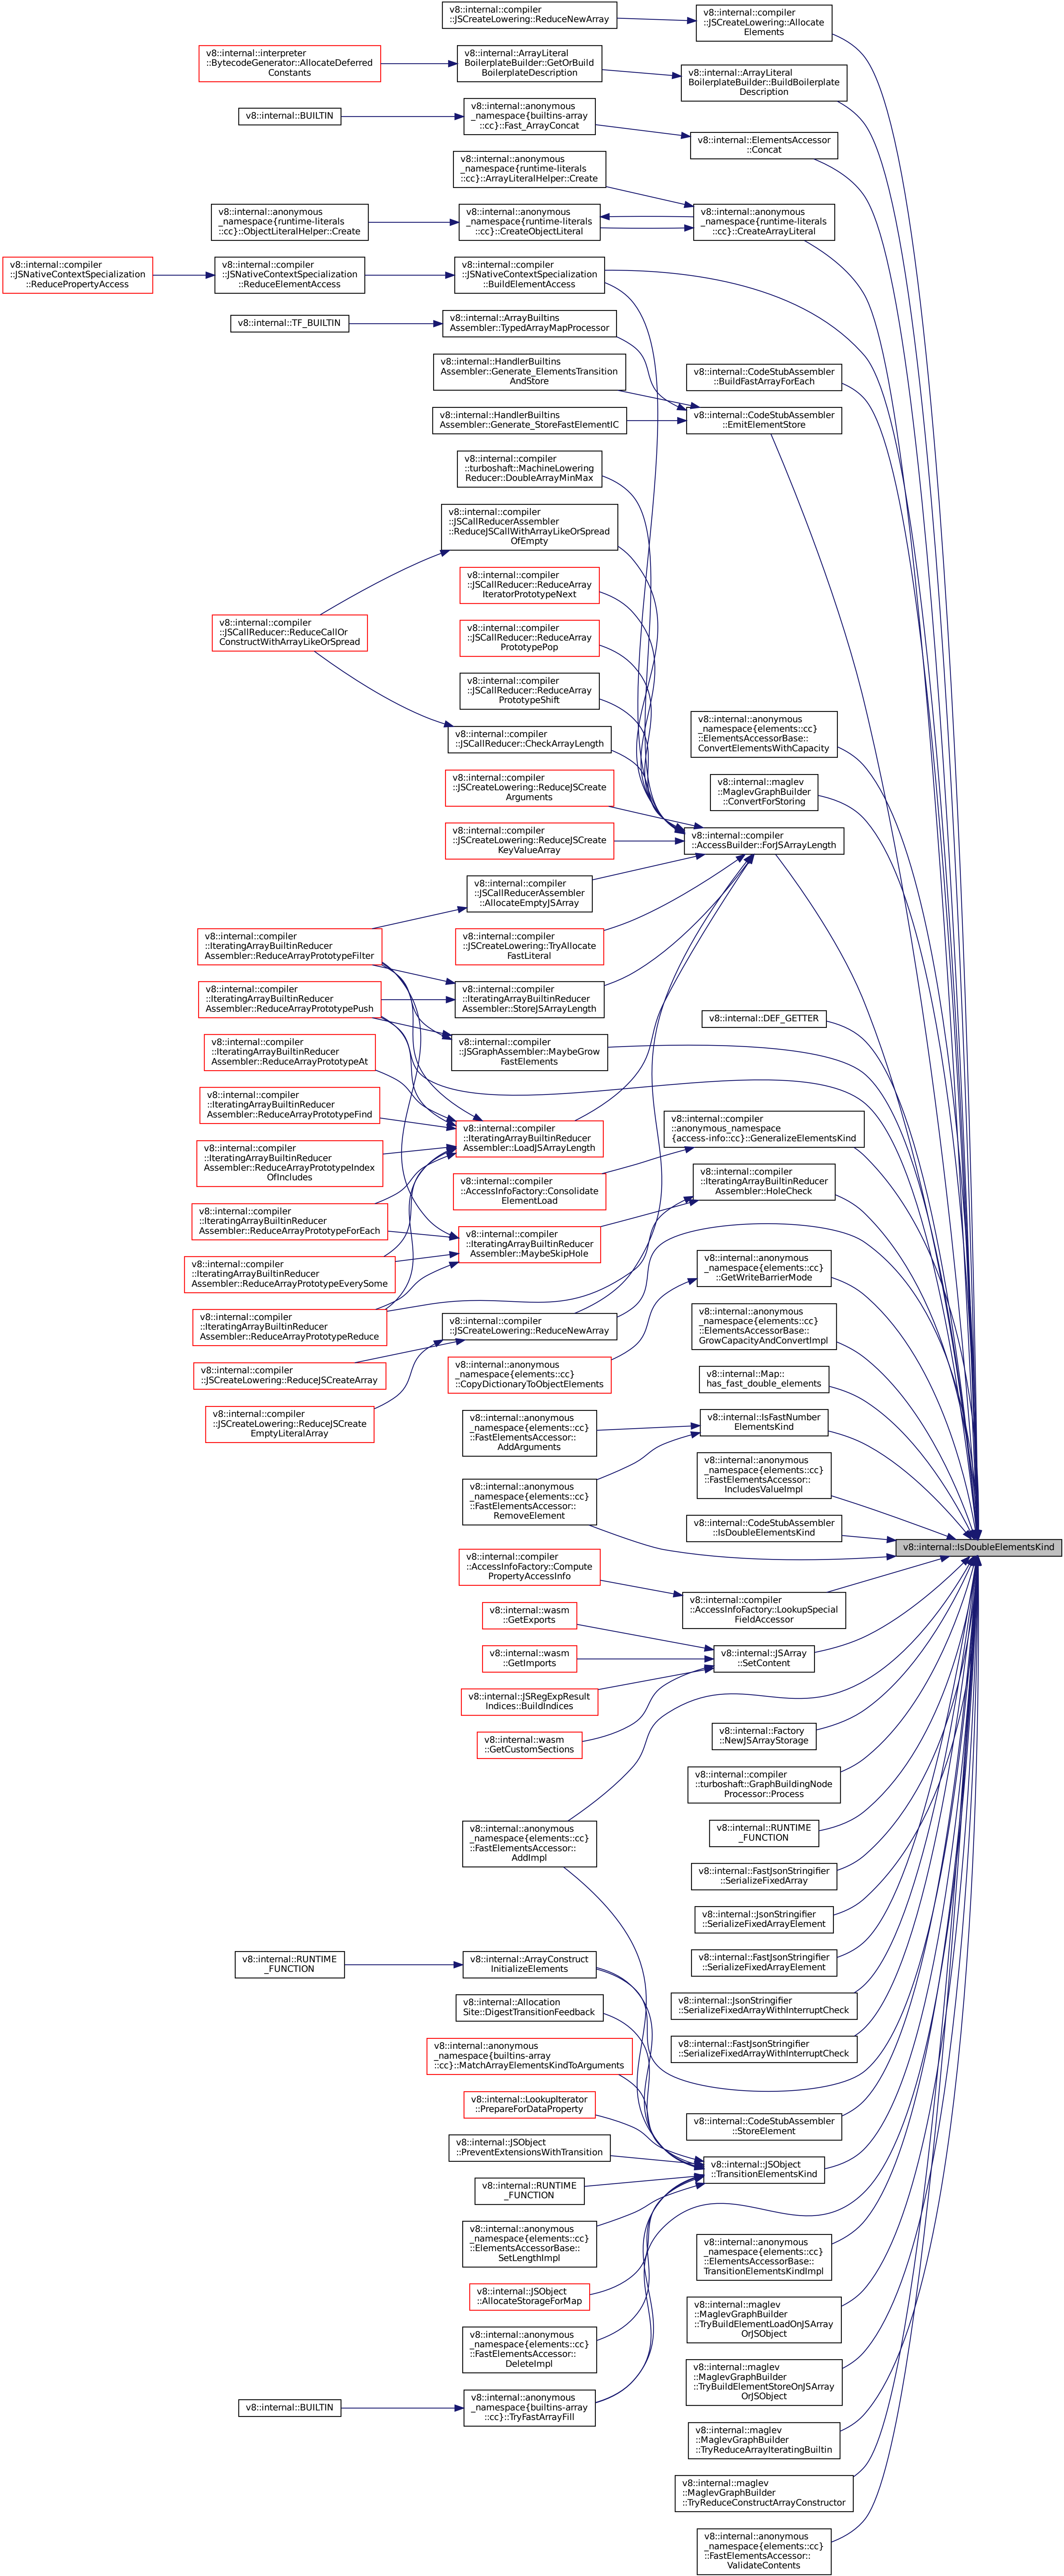 v8::internal::compiler
::JSCreateLowering::ReduceNewArray
v8::internal::compiler
::JSCreateLowering::Allocate
Elements
v8::internal::interpreter
::BytecodeGenerator::AllocateDeferred
Constants
v8::internal::ArrayLiteral
BoilerplateBuilder::GetOrBuild
BoilerplateDescription
v8::internal::ArrayLiteral
BoilerplateBuilder::BuildBoilerplate
Description
v8::internal::BUILTIN
v8::internal::anonymous
_namespace{builtins-array
::cc}::Fast_ArrayConcat
v8::internal::ElementsAccessor
::Concat
v8::internal::anonymous
_namespace{runtime-literals
::cc}::ArrayLiteralHelper::Create
v8::internal::anonymous
_namespace{runtime-literals
::cc}::ObjectLiteralHelper::Create
v8::internal::anonymous
_namespace{runtime-literals
::cc}::CreateObjectLiteral
v8::internal::anonymous
_namespace{runtime-literals
::cc}::CreateArrayLiteral
v8::internal::compiler
::JSNativeContextSpecialization
::ReducePropertyAccess
v8::internal::compiler
::JSNativeContextSpecialization
::ReduceElementAccess
v8::internal::compiler
::JSNativeContextSpecialization
::BuildElementAccess
v8::internal::TF_BUILTIN
v8::internal::ArrayBuiltins
Assembler::TypedArrayMapProcessor
v8::internal::HandlerBuiltins
Assembler::Generate_ElementsTransition
AndStore
v8::internal::CodeStubAssembler
::BuildFastArrayForEach
v8::internal::HandlerBuiltins
Assembler::Generate_StoreFastElementIC
v8::internal::CodeStubAssembler
::EmitElementStore
v8::internal::compiler
::turboshaft::MachineLowering
Reducer::DoubleArrayMinMax
v8::internal::compiler
::JSCallReducerAssembler
::ReduceJSCallWithArrayLikeOrSpread
OfEmpty
v8::internal::compiler
::JSCallReducer::ReduceArray
IteratorPrototypeNext
v8::internal::compiler
::JSCallReducer::ReduceCallOr
ConstructWithArrayLikeOrSpread
v8::internal::compiler
::JSCallReducer::ReduceArray
PrototypePop
v8::internal::compiler
::JSCallReducer::ReduceArray
PrototypeShift
v8::internal::compiler
::JSCallReducer::CheckArrayLength
v8::internal::anonymous
_namespace{elements::cc}
::ElementsAccessorBase::
ConvertElementsWithCapacity
v8::internal::compiler
::JSCreateLowering::ReduceJSCreate
Arguments
v8::internal::maglev
::MaglevGraphBuilder
::ConvertForStoring
v8::internal::compiler
::JSCreateLowering::ReduceJSCreate
KeyValueArray
v8::internal::compiler
::AccessBuilder::ForJSArrayLength
v8::internal::compiler
::JSCallReducerAssembler
::AllocateEmptyJSArray
v8::internal::compiler
::IteratingArrayBuiltinReducer
Assembler::ReduceArrayPrototypeFilter
v8::internal::compiler
::JSCreateLowering::TryAllocate
FastLiteral
v8::internal::compiler
::IteratingArrayBuiltinReducer
Assembler::ReduceArrayPrototypePush
v8::internal::compiler
::IteratingArrayBuiltinReducer
Assembler::StoreJSArrayLength
v8::internal::DEF_GETTER
v8::internal::compiler
::IteratingArrayBuiltinReducer
Assembler::ReduceArrayPrototypeAt
v8::internal::compiler
::JSGraphAssembler::MaybeGrow
FastElements
v8::internal::compiler
::IteratingArrayBuiltinReducer
Assembler::ReduceArrayPrototypeFind
v8::internal::compiler
::IteratingArrayBuiltinReducer
Assembler::LoadJSArrayLength
v8::internal::compiler
::anonymous_namespace
{access-info::cc}::GeneralizeElementsKind
v8::internal::compiler
::IteratingArrayBuiltinReducer
Assembler::ReduceArrayPrototypeIndex
OfIncludes
v8::internal::compiler
::AccessInfoFactory::Consolidate
ElementLoad
v8::internal::compiler
::IteratingArrayBuiltinReducer
Assembler::HoleCheck
v8::internal::compiler
::IteratingArrayBuiltinReducer
Assembler::ReduceArrayPrototypeForEach
v8::internal::compiler
::IteratingArrayBuiltinReducer
Assembler::MaybeSkipHole
v8::internal::compiler
::IteratingArrayBuiltinReducer
Assembler::ReduceArrayPrototypeEverySome
v8::internal::anonymous
_namespace{elements::cc}
::GetWriteBarrierMode
v8::internal::compiler
::IteratingArrayBuiltinReducer
Assembler::ReduceArrayPrototypeReduce
v8::internal::compiler
::JSCreateLowering::ReduceNewArray
v8::internal::anonymous
_namespace{elements::cc}
::ElementsAccessorBase::
GrowCapacityAndConvertImpl
v8::internal::compiler
::JSCreateLowering::ReduceJSCreateArray
v8::internal::anonymous
_namespace{elements::cc}
::CopyDictionaryToObjectElements
v8::internal::Map::
has_fast_double_elements
v8::internal::compiler
::JSCreateLowering::ReduceJSCreate
EmptyLiteralArray
v8::internal::anonymous
_namespace{elements::cc}
::FastElementsAccessor::
AddArguments
v8::internal::IsFastNumber
ElementsKind
v8::internal::anonymous
_namespace{elements::cc}
::FastElementsAccessor::
RemoveElement
v8::internal::anonymous
_namespace{elements::cc}
::FastElementsAccessor::
IncludesValueImpl
v8::internal::CodeStubAssembler
::IsDoubleElementsKind
v8::internal::IsDoubleElementsKind
v8::internal::compiler
::AccessInfoFactory::Compute
PropertyAccessInfo
v8::internal::compiler
::AccessInfoFactory::LookupSpecial
FieldAccessor
v8::internal::wasm
::GetExports
v8::internal::wasm
::GetImports
v8::internal::JSArray
::SetContent
v8::internal::JSRegExpResult
Indices::BuildIndices
v8::internal::wasm
::GetCustomSections
v8::internal::Factory
::NewJSArrayStorage
v8::internal::compiler
::turboshaft::GraphBuildingNode
Processor::Process
v8::internal::anonymous
_namespace{elements::cc}
::FastElementsAccessor::
AddImpl
v8::internal::RUNTIME
_FUNCTION
v8::internal::FastJsonStringifier
::SerializeFixedArray
v8::internal::JsonStringifier
::SerializeFixedArrayElement
v8::internal::RUNTIME
_FUNCTION
v8::internal::ArrayConstruct
InitializeElements
v8::internal::FastJsonStringifier
::SerializeFixedArrayElement
v8::internal::Allocation
Site::DigestTransitionFeedback
v8::internal::JsonStringifier
::SerializeFixedArrayWithInterruptCheck
v8::internal::anonymous
_namespace{builtins-array
::cc}::MatchArrayElementsKindToArguments
v8::internal::FastJsonStringifier
::SerializeFixedArrayWithInterruptCheck
v8::internal::LookupIterator
::PrepareForDataProperty
v8::internal::CodeStubAssembler
::StoreElement
v8::internal::JSObject
::PreventExtensionsWithTransition
v8::internal::JSObject
::TransitionElementsKind
v8::internal::RUNTIME
_FUNCTION
v8::internal::anonymous
_namespace{elements::cc}
::ElementsAccessorBase::
SetLengthImpl
v8::internal::anonymous
_namespace{elements::cc}
::ElementsAccessorBase::
TransitionElementsKindImpl
v8::internal::JSObject
::AllocateStorageForMap
v8::internal::maglev
::MaglevGraphBuilder
::TryBuildElementLoadOnJSArray
OrJSObject
v8::internal::anonymous
_namespace{elements::cc}
::FastElementsAccessor::
DeleteImpl
v8::internal::maglev
::MaglevGraphBuilder
::TryBuildElementStoreOnJSArray
OrJSObject
v8::internal::BUILTIN
v8::internal::anonymous
_namespace{builtins-array
::cc}::TryFastArrayFill
v8::internal::maglev
::MaglevGraphBuilder
::TryReduceArrayIteratingBuiltin
v8::internal::maglev
::MaglevGraphBuilder
::TryReduceConstructArrayConstructor
v8::internal::anonymous
_namespace{elements::cc}
::FastElementsAccessor::
ValidateContents